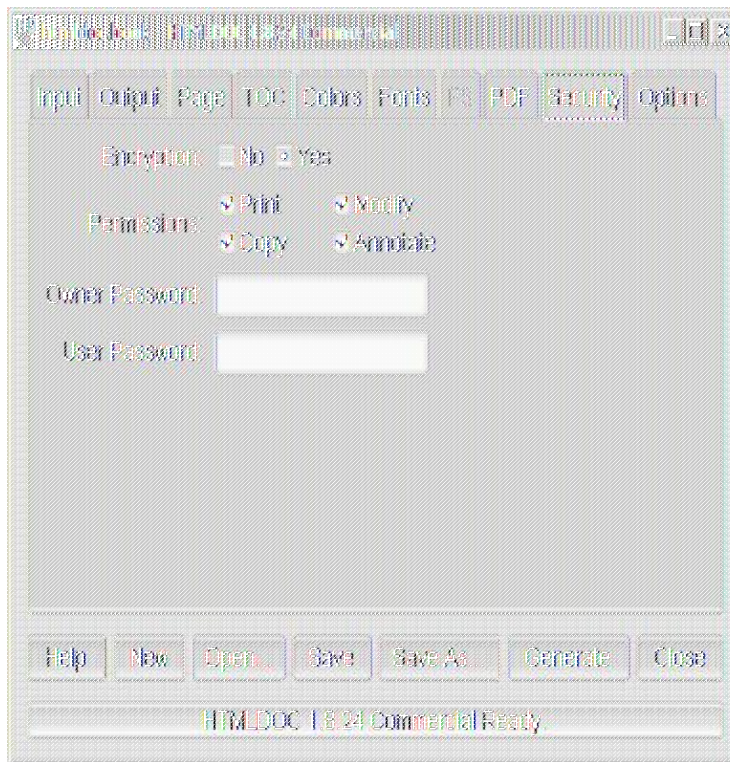 HTMLDOC 1.8.24 Commercial
Input Output Page TOC Colors Fonts PS PDF Security Options
Encryption: No Yes
Print Modify
Permissions:
Copy Annotate
Owner Password:
User Password:
Help New Open... Save Save As... Generate Close
HTMLDOC 1.8.24 Commercial Ready.